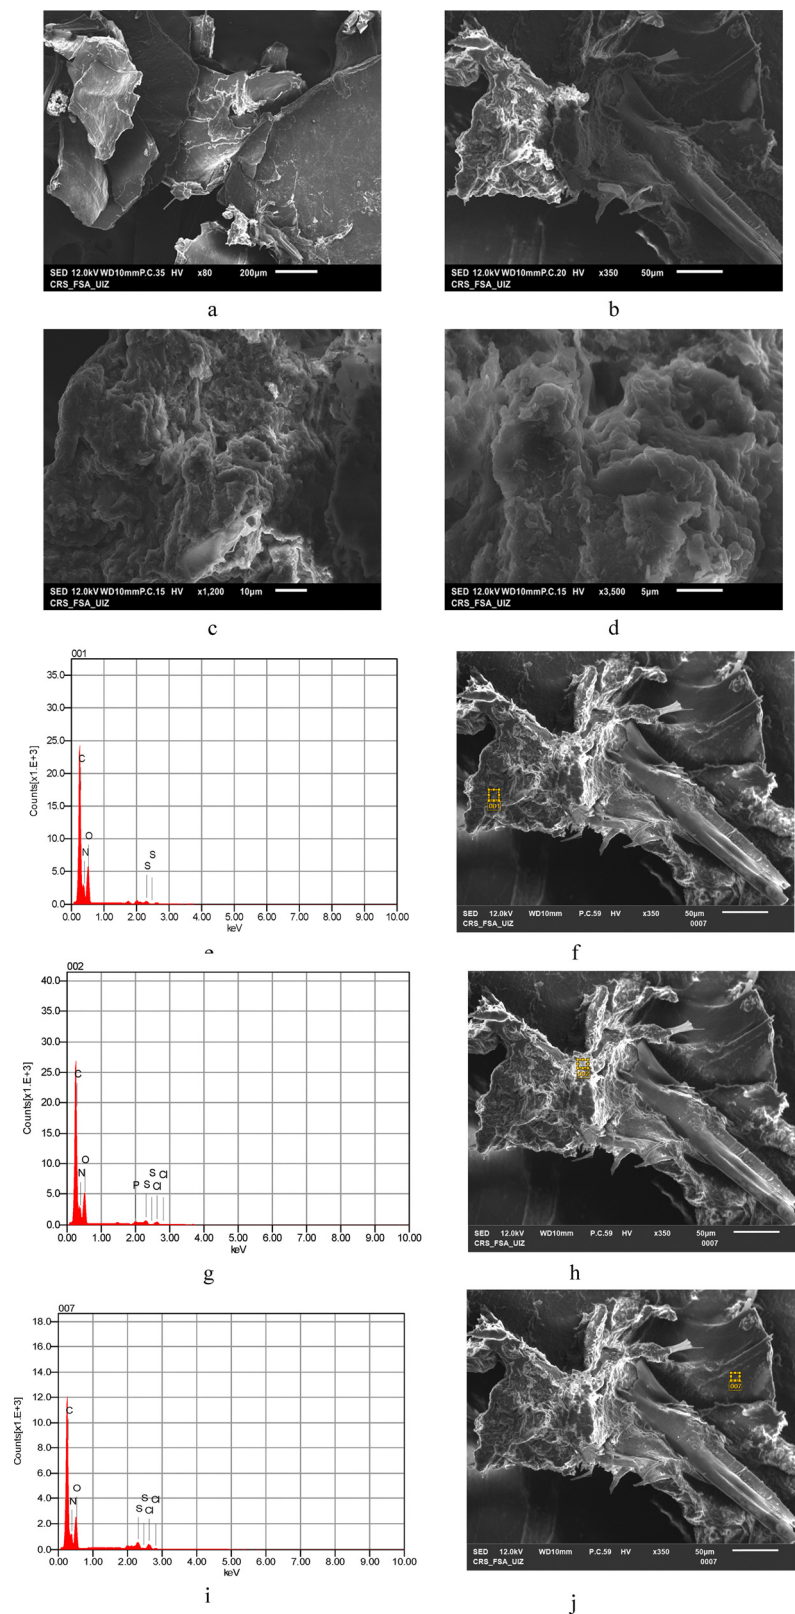 SED 12.0kV WD10mmP.C.35 HV x80 200µm
CRS_FSA_UIZ
a
SED 12.0kV WD10mmP.C.20 HV x350 50µm
CRS_FSA_UIZ
b
SED 12.0kV WD10mmP.C.15 HV x1,200 10µm
CRS_FSA_UIZ
c
SED 12.0kV WD10mmP.C.15 HV x3,500 5µm
CRS_FSA_UIZ
d
001
35.0
30.0
25.0
20.0
15.0
10.0
5.0
0.0
Counts[x1.E+3]
C
O
N
S
S
0.00 1.00 2.00 3.00 4.00 5.00 6.00 7.00 8.00 9.00 10.00
keV
e
001
SED 12.0kV WD10mm P.C.59 HV x350 50µm
CRS_FSA_UIZ 0007
f
002
40.0
35.0
30.0
25.0
20.0
15.0
10.0
5.0
0.0
Counts[x1.E+3]
C
O
N
S Cl
P S Cl
0.00 1.00 2.00 3.00 4.00 5.00 6.00 7.00 8.00 9.00 10.00
keV
g
SED 12.0kV WD10mm P.C.59 HV x350 50µm
CRS_FSA_UIZ 0007
h
007
18.0
16.0
14.0
12.0
10.0
8.0
6.0
4.0
2.0
0.0
Counts[x1.E+3]
C
O
N
S Cl
S Cl
0.00 1.00 2.00 3.00 4.00 5.00 6.00 7.00 8.00 9.00 10.00
keV
i
007
SED 12.0kV WD10mm P.C.59 HV x350 50µm
CRS_FSA_UIZ 0007
j